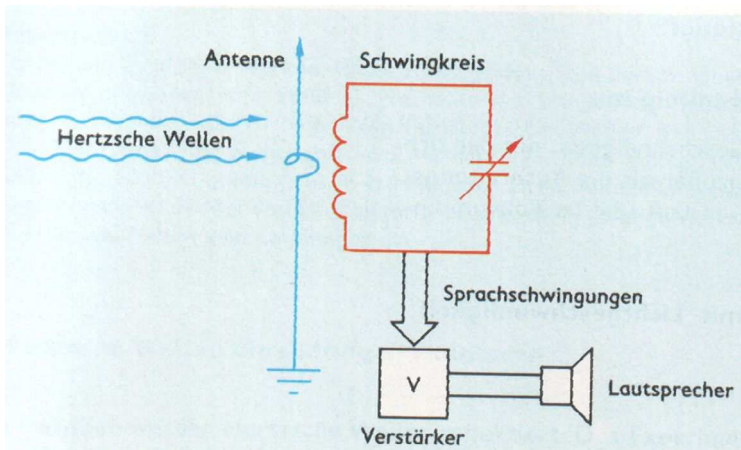 Antenne
Schwingkreis
Hertzsche Wellen
Sprachschwingungen
V
Lautsprecher
Verstärker